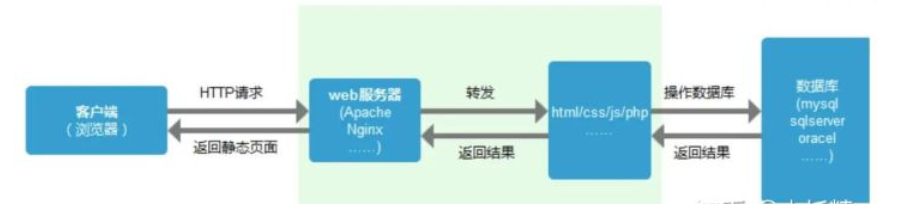 客户端
（浏览器）
HTTP请求
返回静态页面
web服务器
(Apache
Nginx
……)
转发
返回结果
html/css/js/php
……
操作数据库
返回结果
数据库
(mysql
sqlserver
oracel
……)